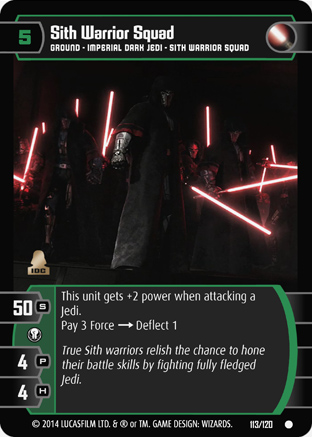 5
Sith Warrior Squad
GROUND - IMPERIAL DARK JEDI - SITH WARRIOR SQUAD
IDC
50 S
This unit gets +2 power when attacking a
Jedi.
Pay 3 Force → Deflect 1
4 P
True Sith warriors relish the chance to hone
their battle skills by fighting fully fledged
Jedi.
4 H
© 2014 LUCASFILM LTD. & ® or TM. GAME DESIGN: WIZARDS.
113/120